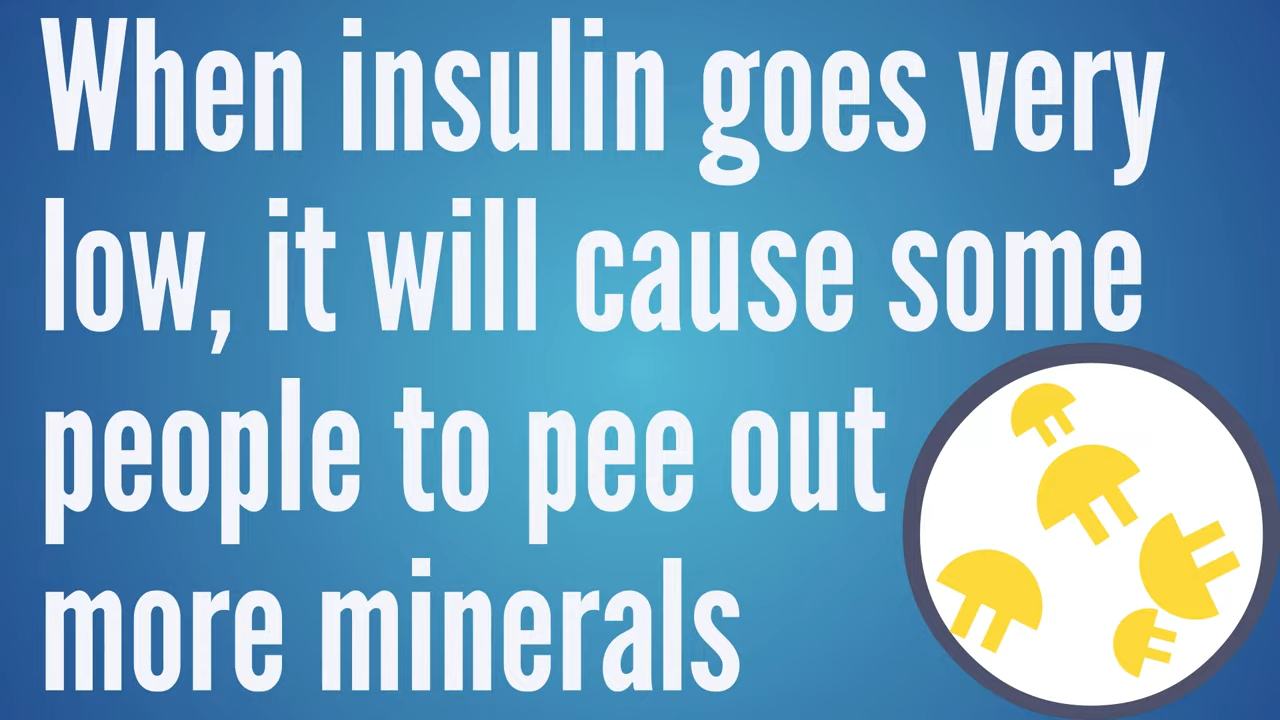 When insulin goes very
low, it will cause some
people to pee out
more minerals